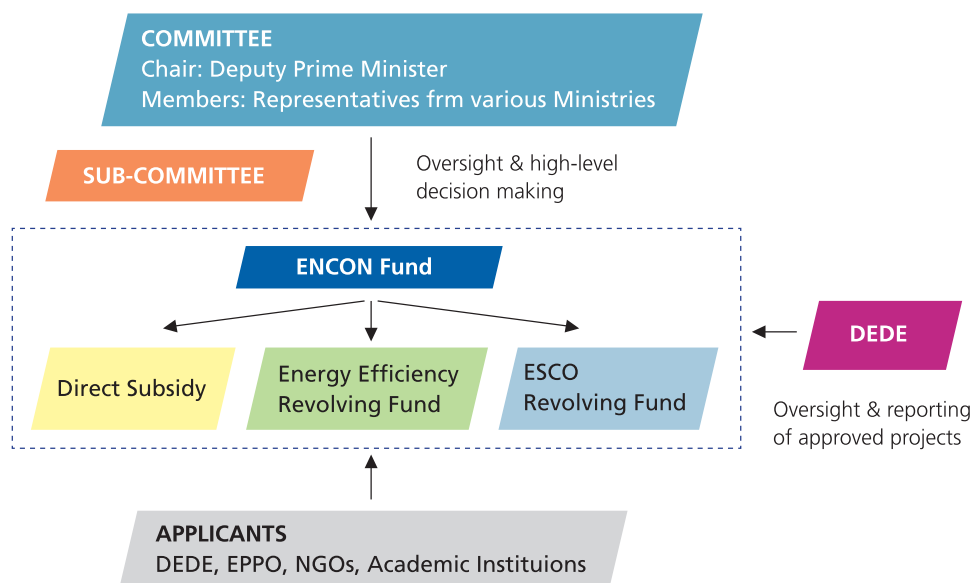 COMMITTEE
Chair: Deputy Prime Minister
Members: Representatives frm various Ministries
SUB-COMMITTEE
Oversight & high-level
decision making
ENCON Fund
DEDE
Direct Subsidy
Energy Efficiency
Revolving Fund
ESCO
Revolving Fund
Oversight & reporting
of approved projects
APPLICANTS
DEDE, EPPO, NGOs, Academic Instituions